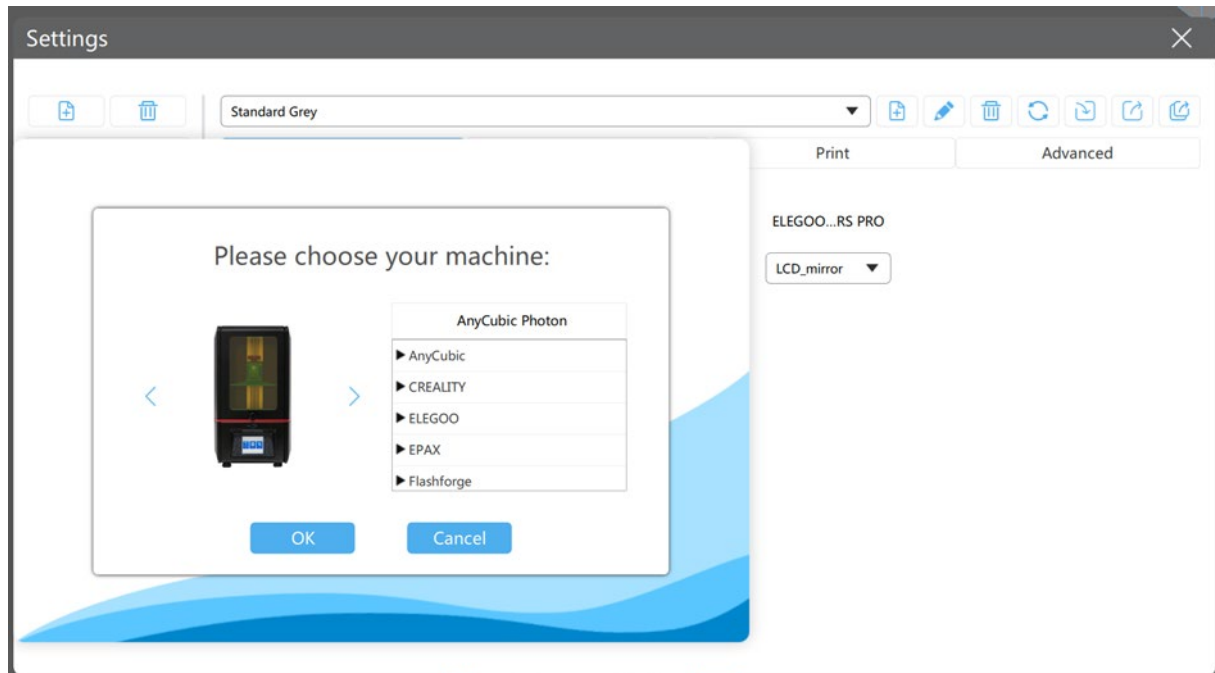 Settings
Standard Grey
Print
Advanced
ELEGOO...RS PRO
LCD_mirror
Please choose your machine:
AnyCubic Photon
AnyCubic
CREALITY
ELEGOO
EPAX
Flashforge
OK
Cancel